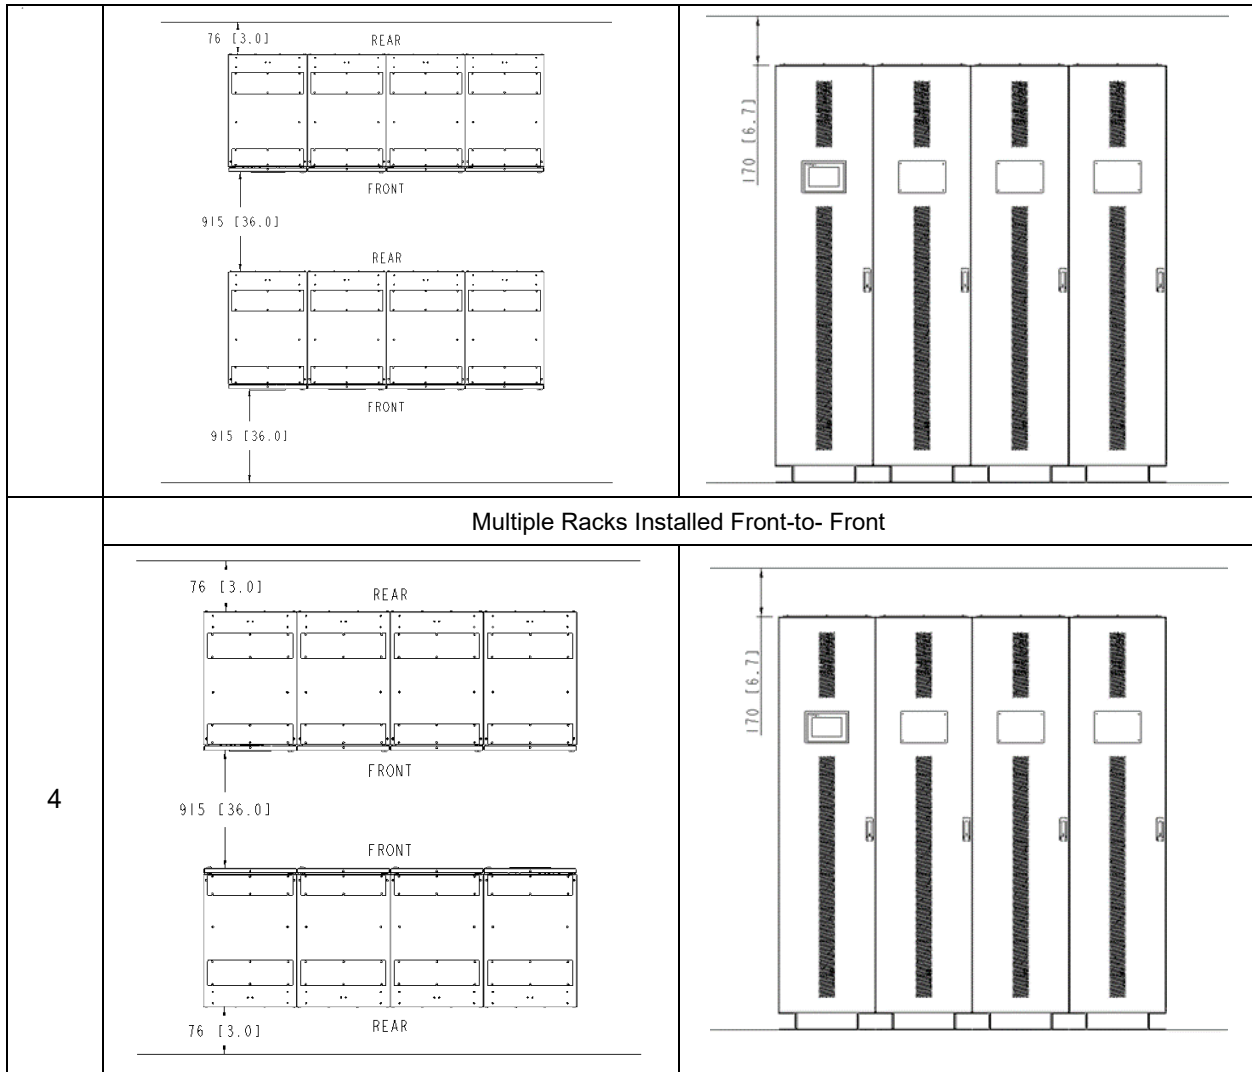 76 [3.0]
REAR
FRONT
915 [36.0]
REAR
FRONT
915 [36.0]
170 [6.7]
4
Multiple Racks Installed Front-to- Front
76 [3.0]
REAR
FRONT
915 [36.0]
FRONT
REAR
76 [3.0]
170 [6.7]